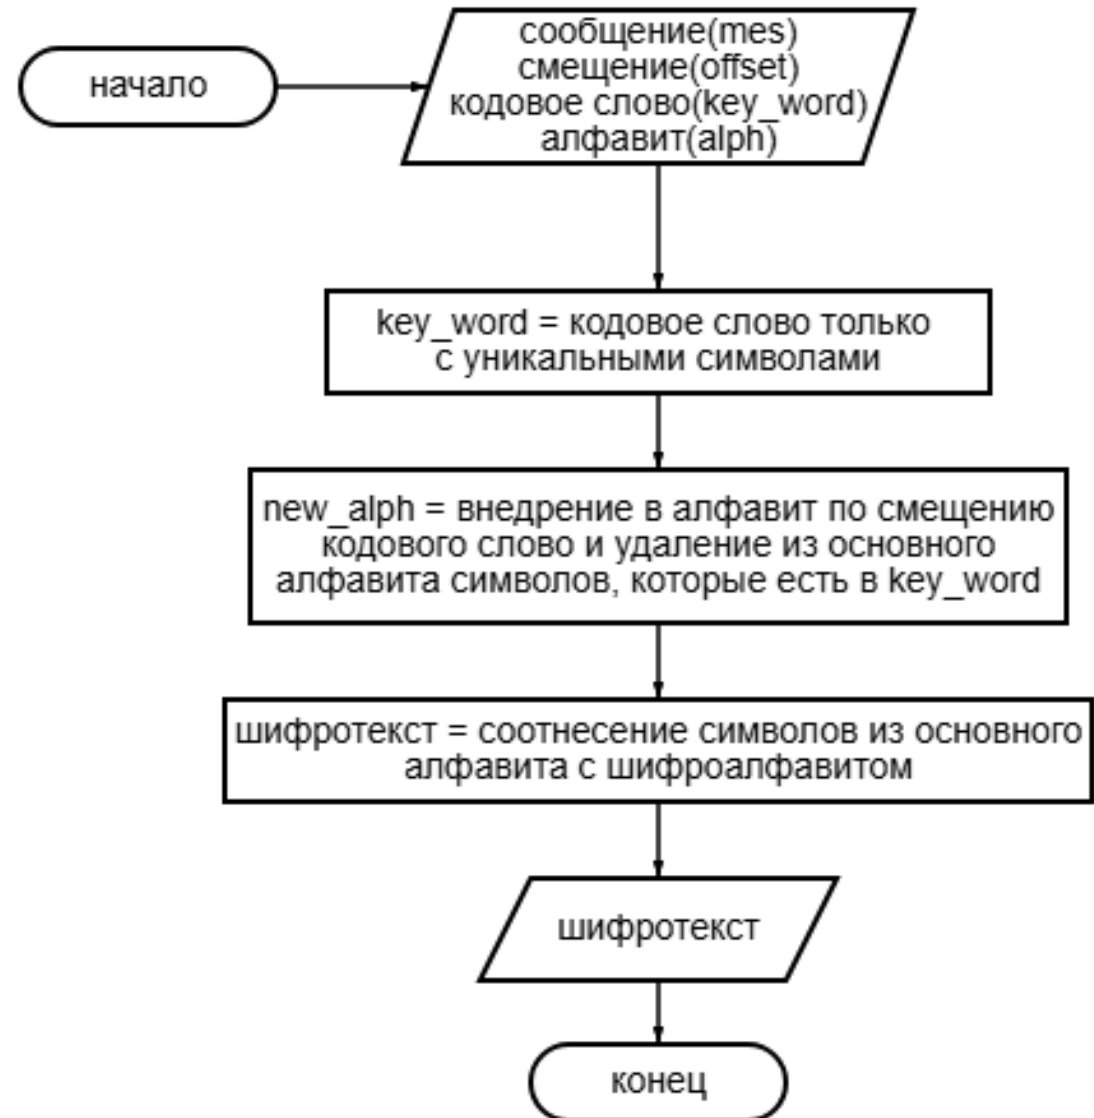 начало
сообщение(mes)
смещение(offset)
кодовое слово(key_word)
алфавит(alph)
key_word = кодовое слово только
с уникальными символами
new_alph = внедрение в алфавит по смещению
кодового слово и удаление из основного
алфавита символов, которые есть в key_word
шифротекст = соотнесение символов из основного
алфавита с шифроалфавитом
шифротекст
конец